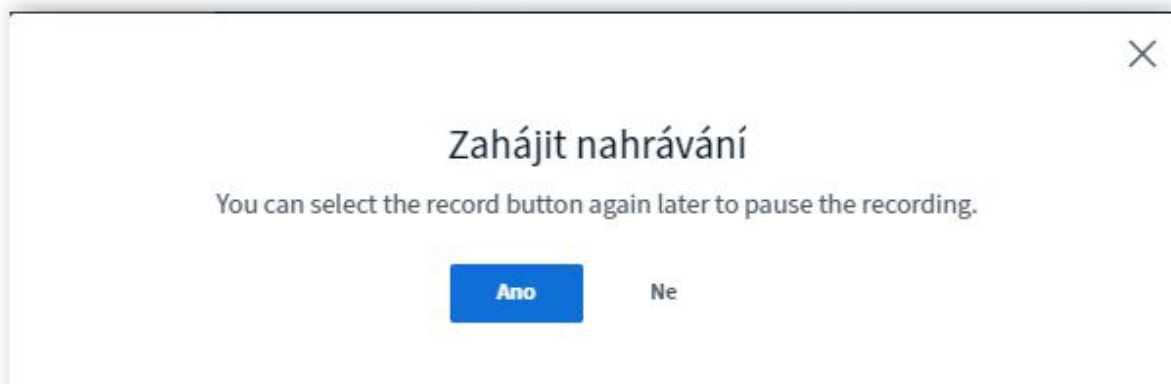 Zahájit nahrávání
You can select the record button again later to pause the recording.
Ano
Ne